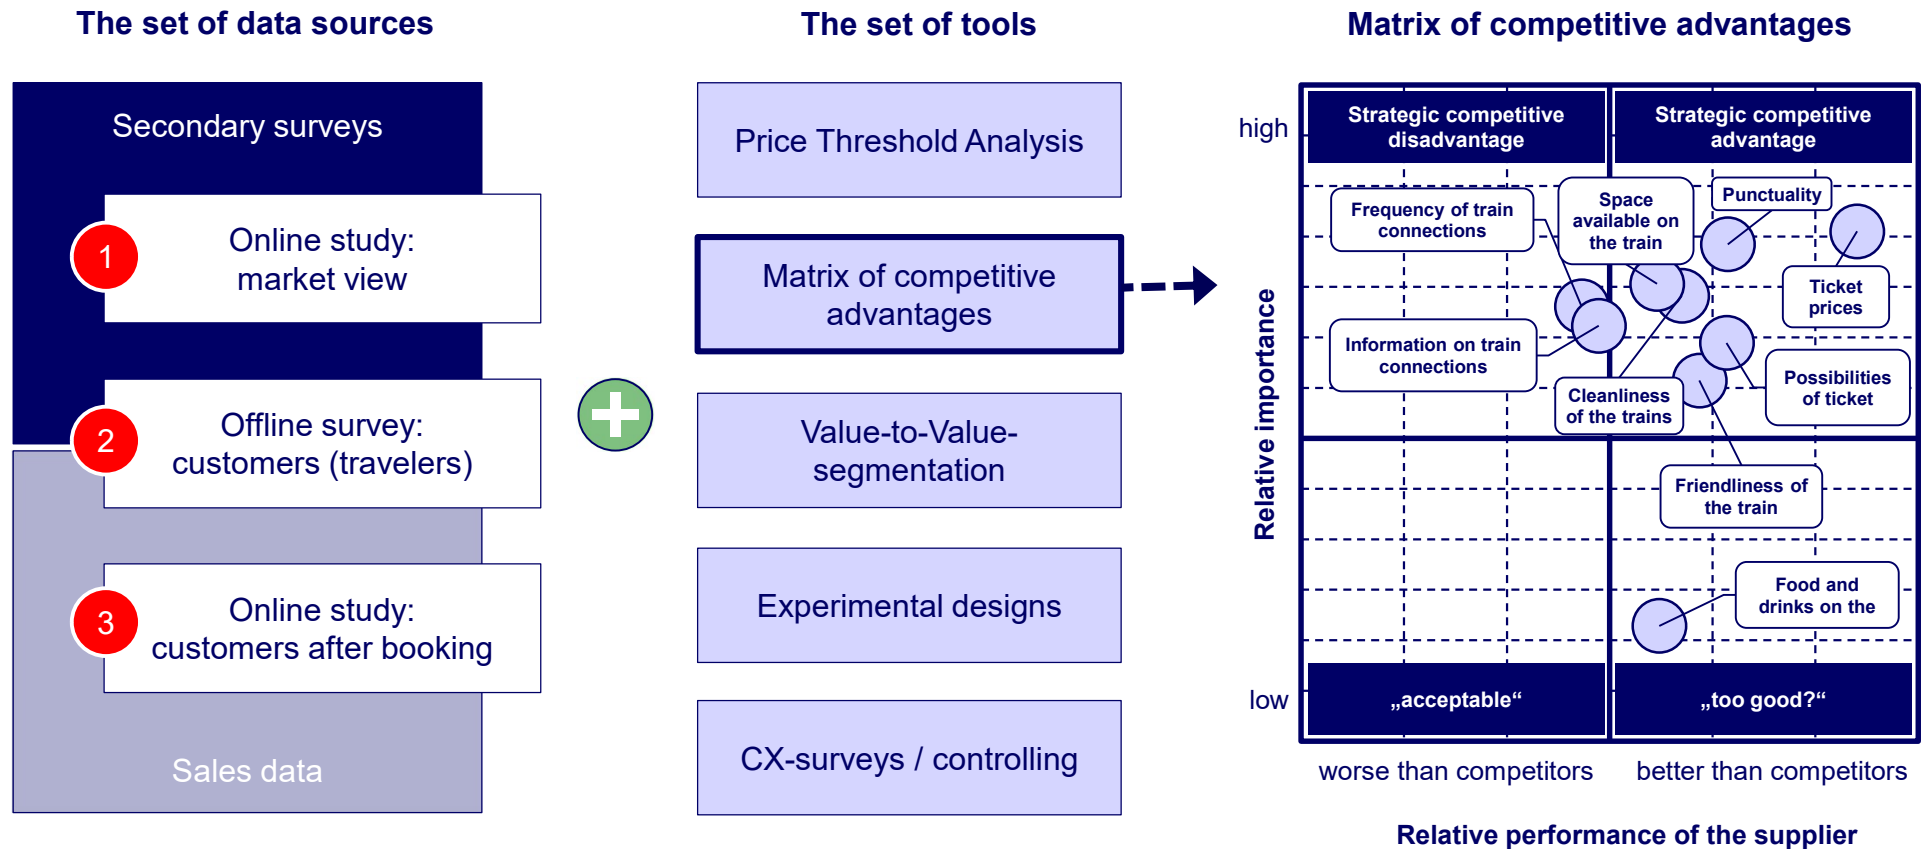 The set of data sources
Secondary surveys
1
Online study:
market view
2
Offline survey:
customers (travelers)
3
Online study:
customers after booking
Sales data
The set of tools
Price Threshold Analysis
Matrix of competitive
advantages
Value-to-Value-
segmentation
Experimental designs
CX-surveys / controlling
Matrix of competitive advantages
high
Relative importance
low
Strategic competitive
disadvantage
Strategic competitive
advantage
Frequency of train
connections
Space
available on
the train
Punctuality
Ticket
prices
Information on train
connections
Cleanliness
of the trains
Possibilities
of ticket
Friendliness of
the train
Food and
drinks on the
„acceptable“
„too good?“
worse than competitors
better than competitors
Relative performance of the supplier